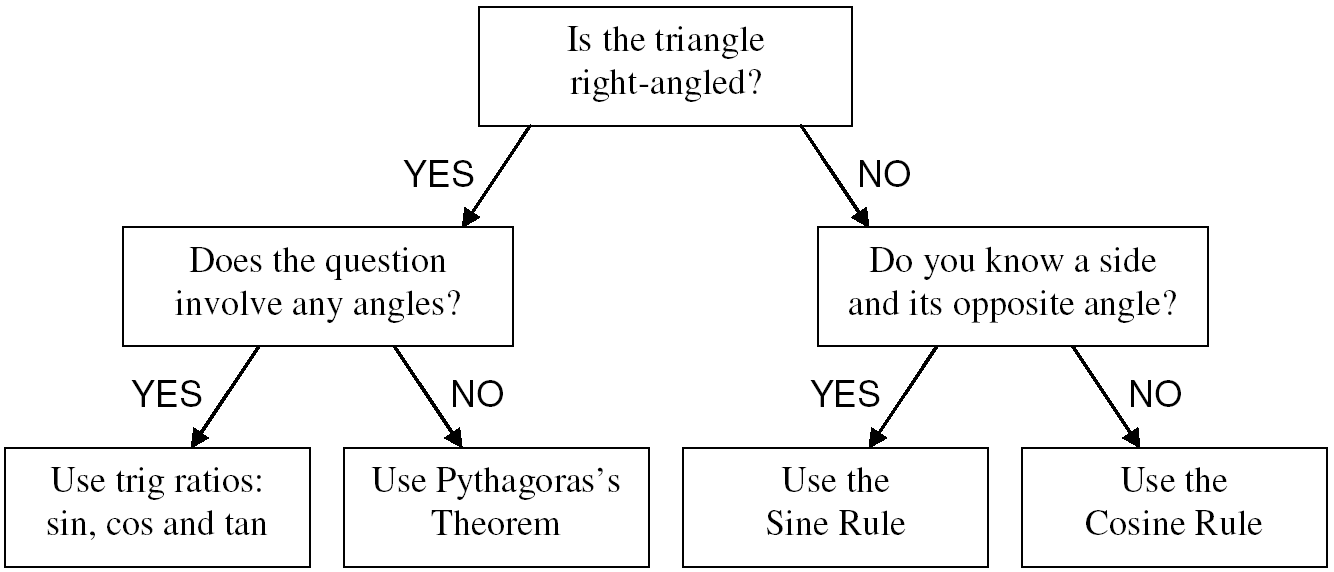 Is the triangle
right-angled?
YES
NO
Does the question
involve any angles?
Do you know a side
and its opposite angle?
YES
NO
YES
NO
Use trig ratios:
sin, cos and tan
Use Pythagoras’s
Theorem
Use the
Sine Rule
Use the
Cosine Rule